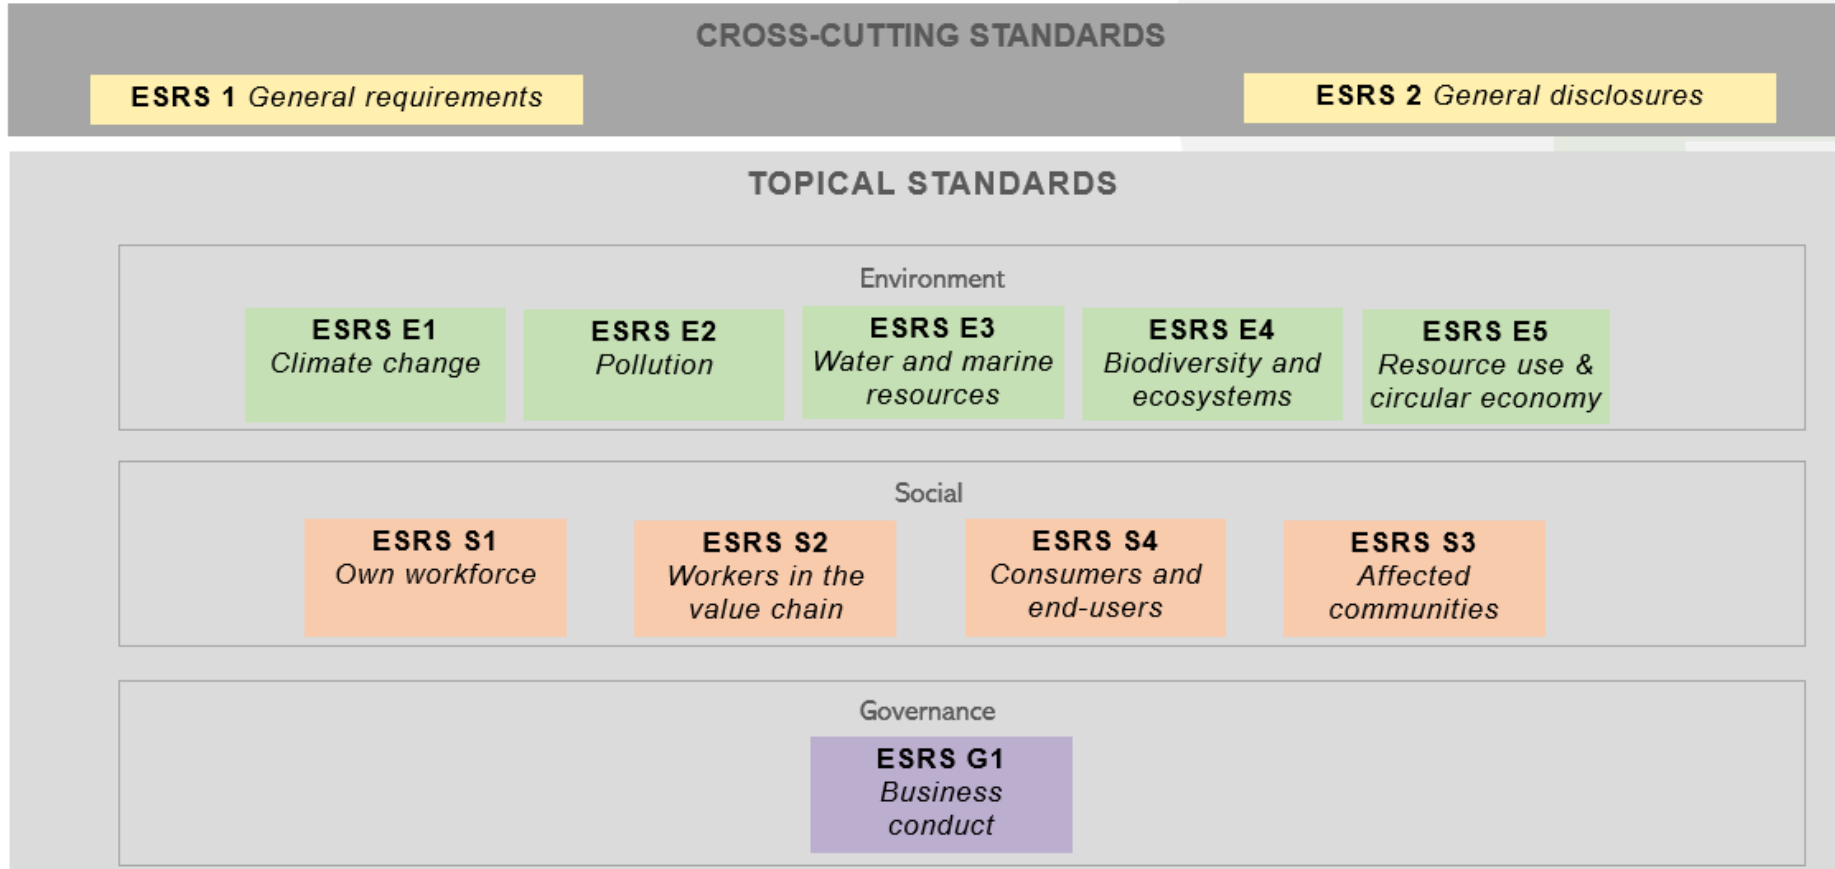 CROSS-CUTTING STANDARDS
ESRS 1 General requirements
ESRS 2 General disclosures
TOPICAL STANDARDS
Environment
ESRS E1
Climate change
ESRS E2
Pollution
ESRS E3
Water and marine
resources
ESRS E4
Biodiversity and
ecosystems
ESRS E5
Resource use &
circular economy
Social
ESRS S1
Own workforce
ESRS S2
Workers in the
value chain
ESRS S4
Consumers and
end-users
ESRS S3
Affected
communities
Governance
ESRS G1
Business
conduct